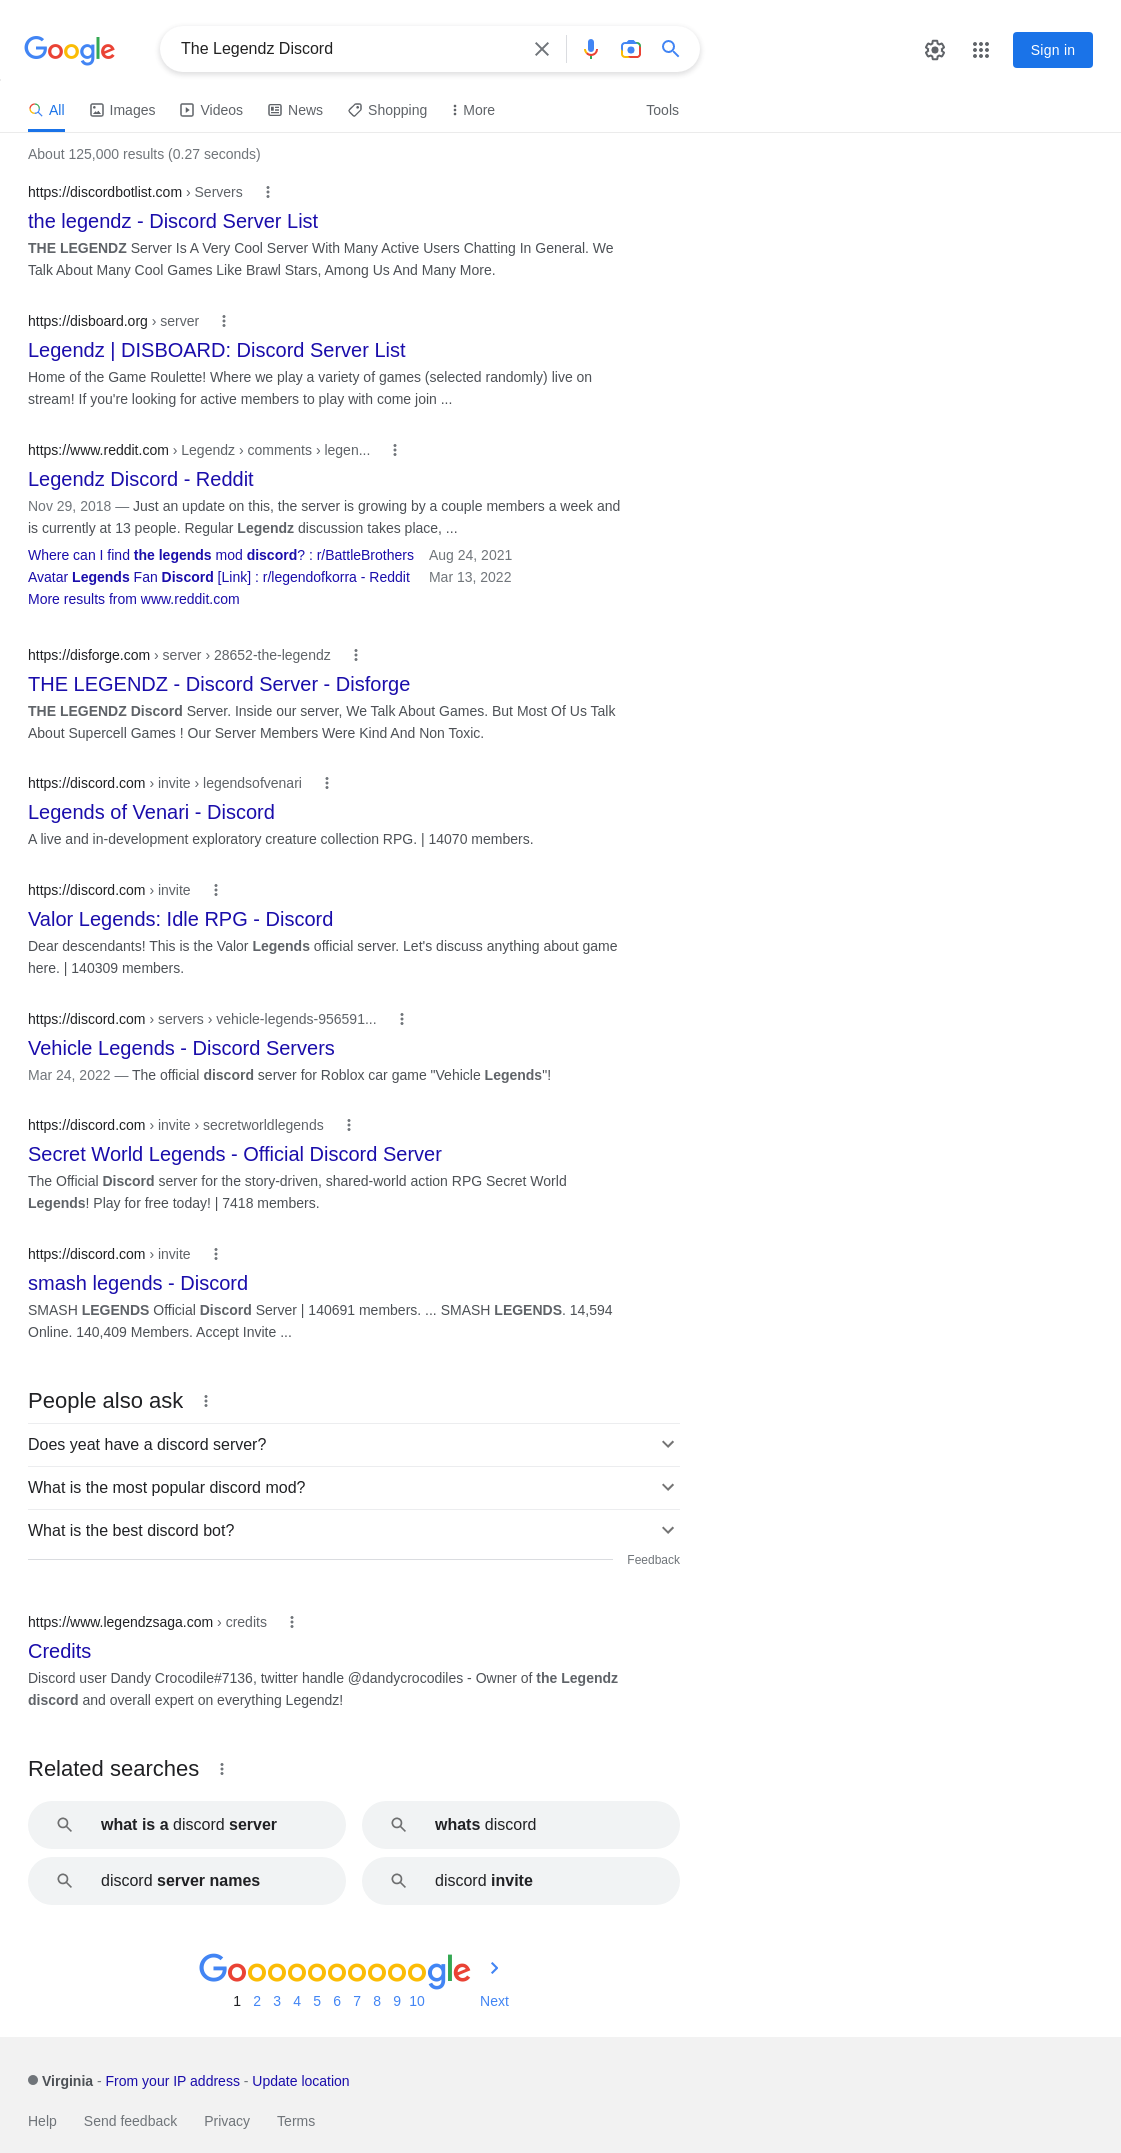 Google
The Legendz Discord
Sign in
All Images Videos News Shopping More Tools
About 125,000 results (0.27 seconds)
https://discordbotlist.com › Servers
the legendz - Discord Server List
THE LEGENDZ Server Is A Very Cool Server With Many Active Users Chatting In General. We
Talk About Many Cool Games Like Brawl Stars, Among Us And Many More.
https://disboard.org › server
Legendz | DISBOARD: Discord Server List
Home of the Game Roulette! Where we play a variety of games (selected randomly) live on
stream! If you're looking for active members to play with come join ...
https://www.reddit.com › Legendz › comments › legen...
Legendz Discord - Reddit
Nov 29, 2018 — Just an update on this, the server is growing by a couple members a week and
is currently at 13 people. Regular Legendz discussion takes place, ...
Where can I find the legends mod discord? : r/BattleBrothers Aug 24, 2021
Avatar Legends Fan Discord [Link] : r/legendofkorra - Reddit Mar 13, 2022
More results from www.reddit.com
https://disforge.com › server › 28652-the-legendz
THE LEGENDZ - Discord Server - Disforge
THE LEGENDZ Discord Server. Inside our server, We Talk About Games. But Most Of Us Talk
About Supercell Games ! Our Server Members Were Kind And Non Toxic.
https://discord.com › invite › legendsofvenari
Legends of Venari - Discord
A live and in-development exploratory creature collection RPG. | 14070 members.
https://discord.com › invite
Valor Legends: Idle RPG - Discord
Dear descendants! This is the Valor Legends official server. Let's discuss anything about game
here. | 140309 members.
https://discord.com › servers › vehicle-legends-956591...
Vehicle Legends - Discord Servers
Mar 24, 2022 — The official discord server for Roblox car game "Vehicle Legends"!
https://discord.com › invite › secretworldlegends
Secret World Legends - Official Discord Server
The Official Discord server for the story-driven, shared-world action RPG Secret World
Legends! Play for free today! | 7418 members.
https://discord.com › invite
smash legends - Discord
SMASH LEGENDS Official Discord Server | 140691 members. ... SMASH LEGENDS. 14,594
Online. 140,409 Members. Accept Invite ...
People also ask
Does yeat have a discord server?
What is the most popular discord mod?
What is the best discord bot?
Feedback
https://www.legendzsaga.com › credits
Credits
Discord user Dandy Crocodile#7136, twitter handle @dandycrocodiles - Owner of the Legendz
discord and overall expert on everything Legendz!
Related searches
what is a discord server whats discord
discord server names discord invite
Goooooooooogle
1 2 3 4 5 6 7 8 9 10 Next
Virginia - From your IP address - Update location
Help Send feedback Privacy Terms